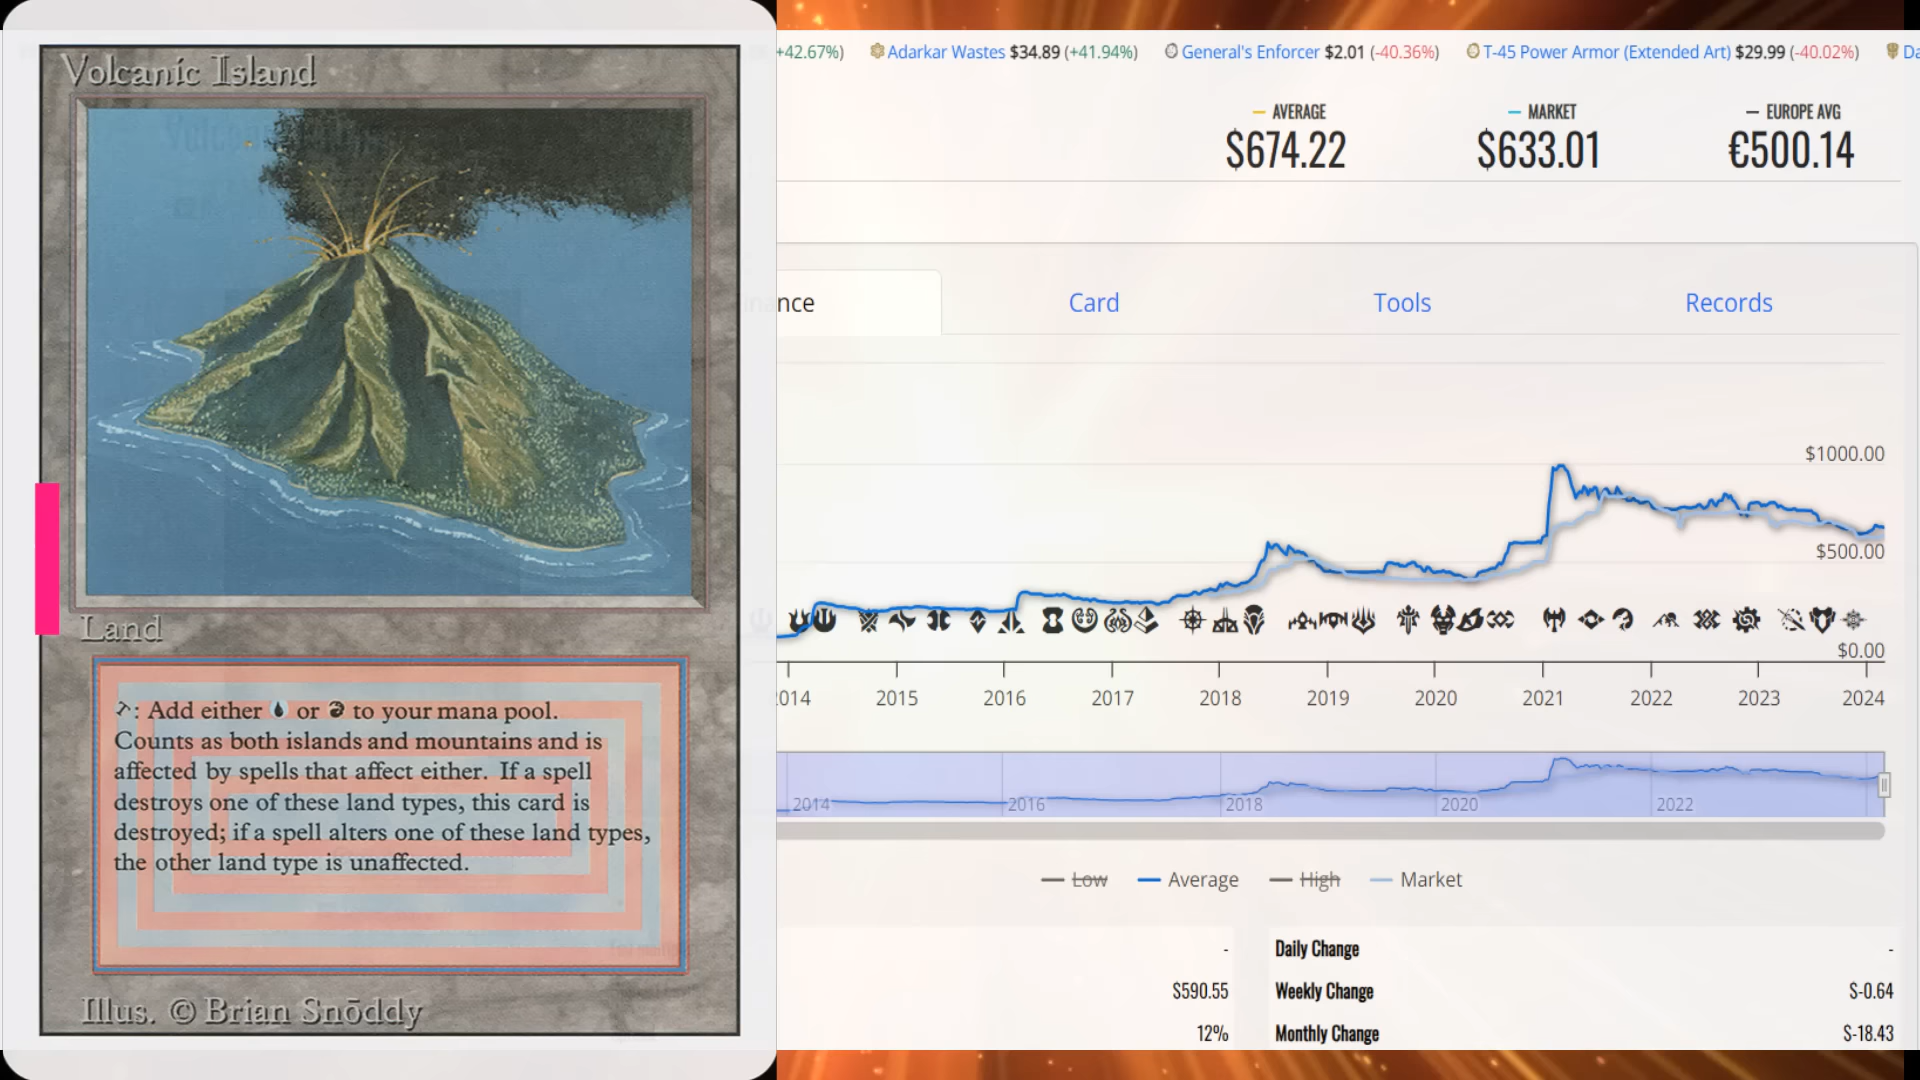 Volcanic Island
Land
: Add either or to your mana pool.
Counts as both islands and mountains and is
affected by spells that affect either. If a spell
destroys one of these land types, this card is
destroyed; if a spell alters one of these land types,
the other land type is unaffected.
Illus. © Brian Snōddy
+42.67%) Adarkar Wastes $34.89 (+41.94%) General's Enforcer $2.01 (-40.36%) T-45 Power Armor (Extended Art) $29.99 (-40.02%) Da
AVERAGE MARKET EUROPE AVG
$674.22 $633.01 €500.14
nce Card Tools Records
$1000.00
$500.00
$0.00
2014 2015 2016 2017 2018 2019 2020 2021 2022 2023 2024
2014 2016 2018 2020 2022
Low Average High Market
- Daily Change -
$590.55 Weekly Change $-0.64
12% Monthly Change $-18.43